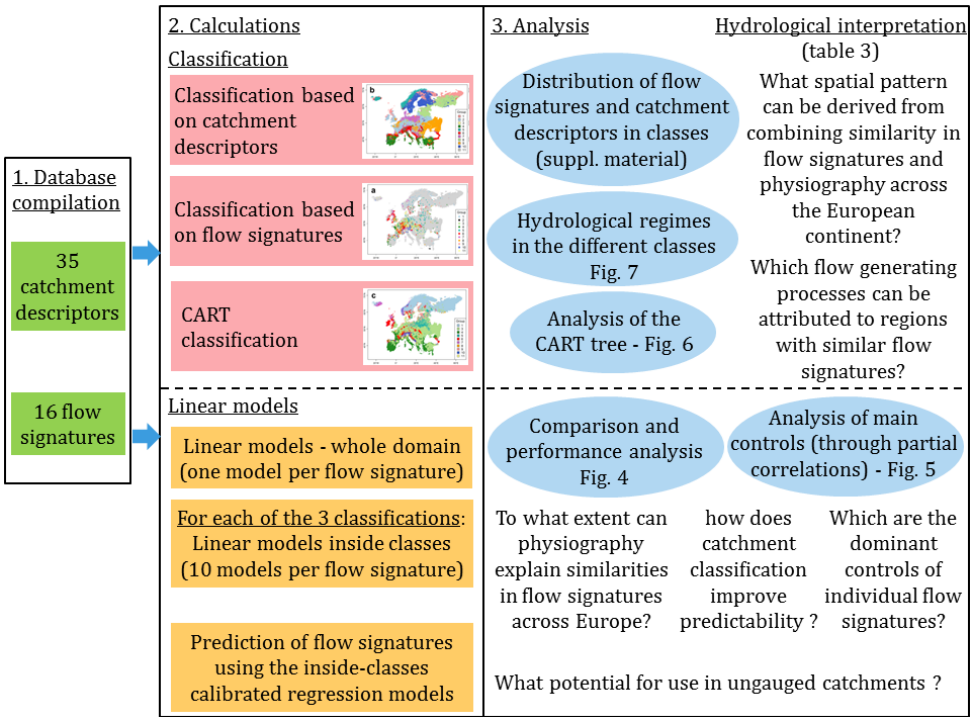 1. Database
compilation
35
catchment
descriptors
16 flow
signatures
2. Calculations
Classification
Classification based
on catchment
descriptors
b
Classification based
on flow signatures
a
CART
classification
c
Linear models
Linear models - whole domain
(one model per flow signature)
For each of the 3 classifications:
Linear models inside classes
(10 models per flow signature)
Prediction of flow signatures
using the inside-classes
calibrated regression models
3. Analysis
Distribution of flow
signatures and catchment
descriptors in classes
(suppl. material)
Hydrological regimes
in the different classes
Fig. 7
Analysis of the
CART tree - Fig. 6
Hydrological interpretation
(table 3)
What spatial pattern
can be derived from
combining similarity in
flow signatures and
physiography across
the European
continent?
Which flow generating
processes can be
attributed to regions
with similar flow
signatures?
Comparison and
performance analysis
Fig. 4
Analysis of main
controls (through partial
correlations) - Fig. 5
To what extent can
physiography
explain similarities
in flow signatures
across Europe?
how does
catchment
classification
improve
predictability ?
Which are the
dominant
controls of
individual flow
signatures?
What potential for use in ungauged catchments ?